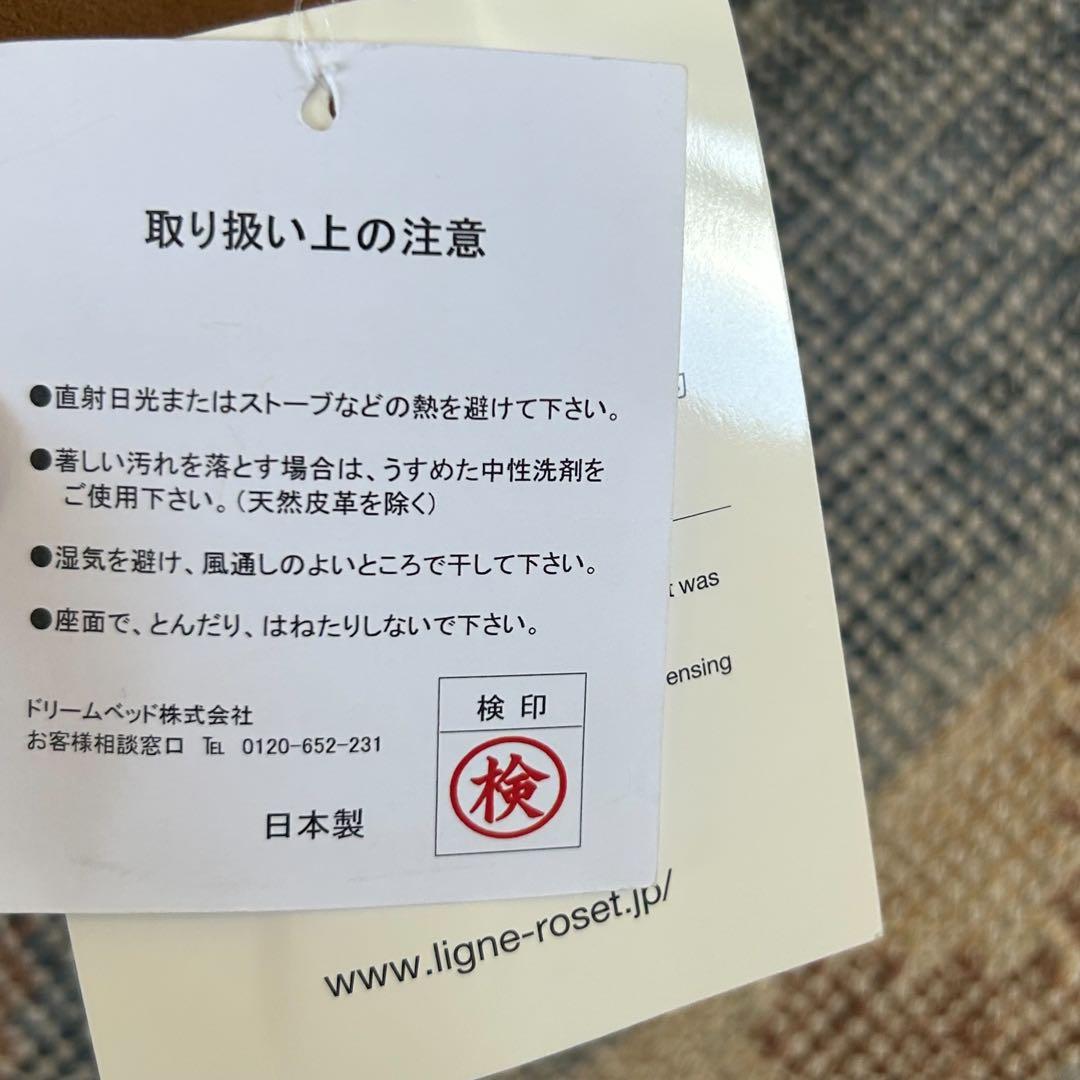 取り扱い上の注意
●直射日光またはストーブなどの熱を避けて下さい。
●著しい汚れを落とす場合は、うすめた中性洗剤を
ご使用下さい。(天然皮革を除く)
●湿気を避け、風通しのよいところで干して下さい。
●座面で、とんだり、はねたりしないで下さい。
ドリームベッド株式会社
お客様相談窓口 ℡ 0120-652-231
日本製
検印
検
was
ensing
www.ligne-roset.jp/